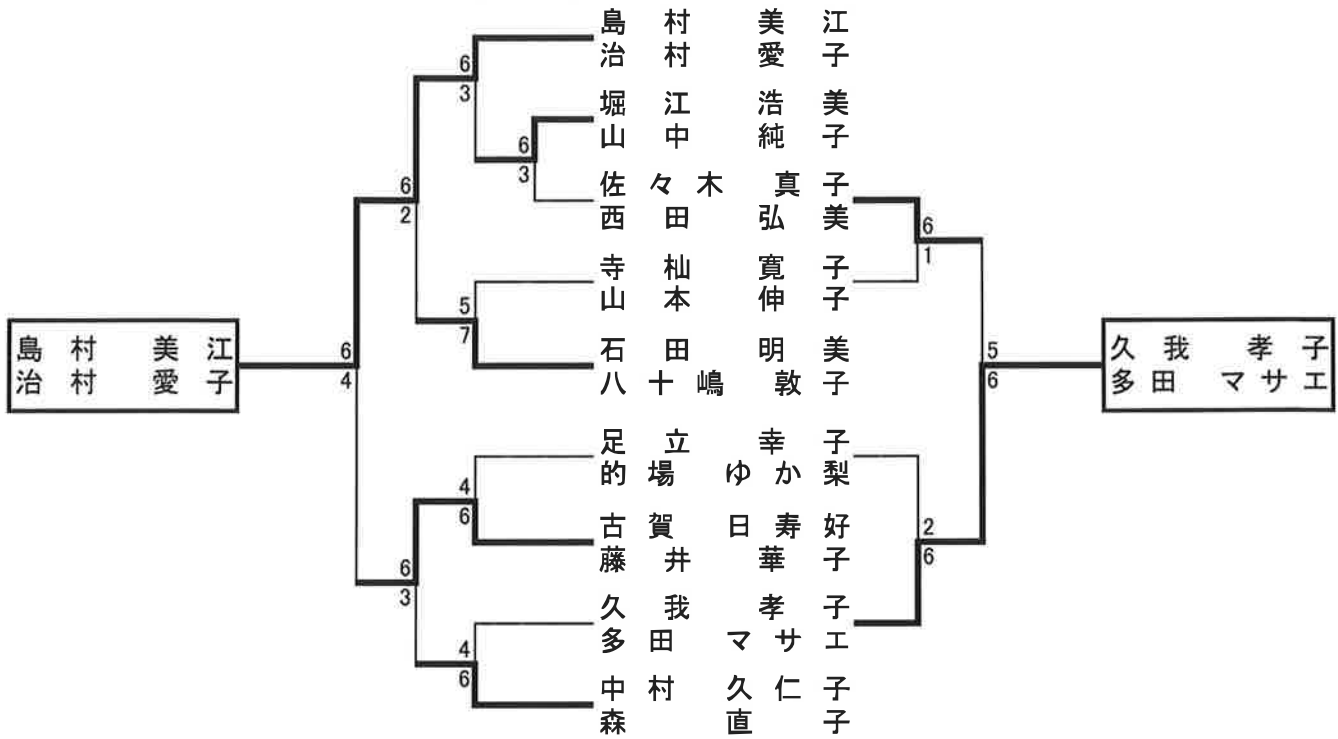 島村 美江
治村 愛子
堀江 浩美
山中 純子
佐々木 真子
西田 弘美
寺杣 寛子
山本 伸子
石田 明美
八十嶋 敦子
足立 幸子
的場 ゆか梨
古賀 日寿好
藤井 華子
久我 孝子
多田 マサエ
中村 久仁子
森 直子
島村 美江
治村 愛子
6
4
6
2
6
3
6
3
6
3
5
7
4
6
4
6
6
1
2
6
5
6
久我 孝子
多田 マサエ